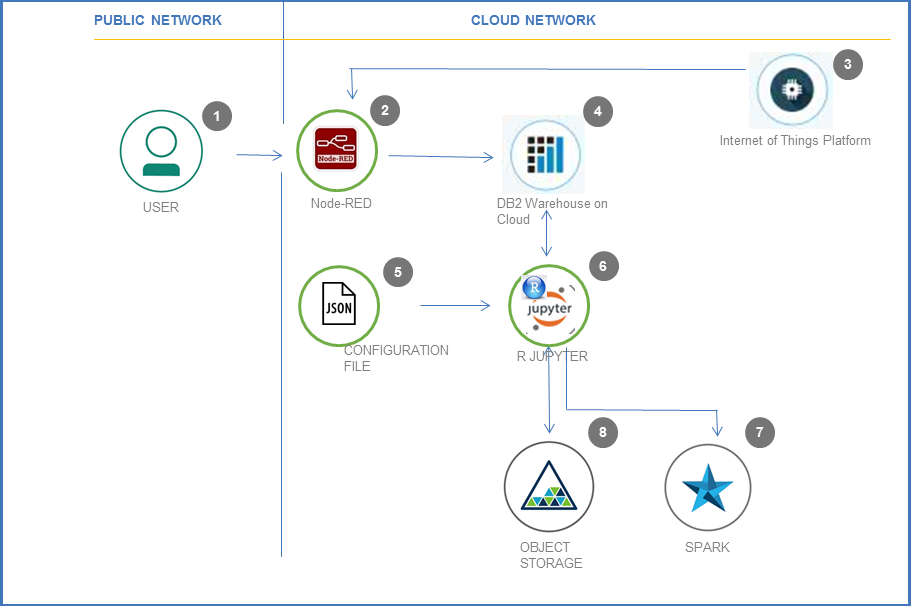 PUBLIC NETWORK
CLOUD NETWORK
1
2
3
4
Node-RED
Internet of Things Platform
USER
Node-RED
DB2 Warehouse on
Cloud
5
6
JSON
R
jupyter
CONFIGURATION
FILE
R JUPYTER
8
7
OBJECT
STORAGE
SPARK